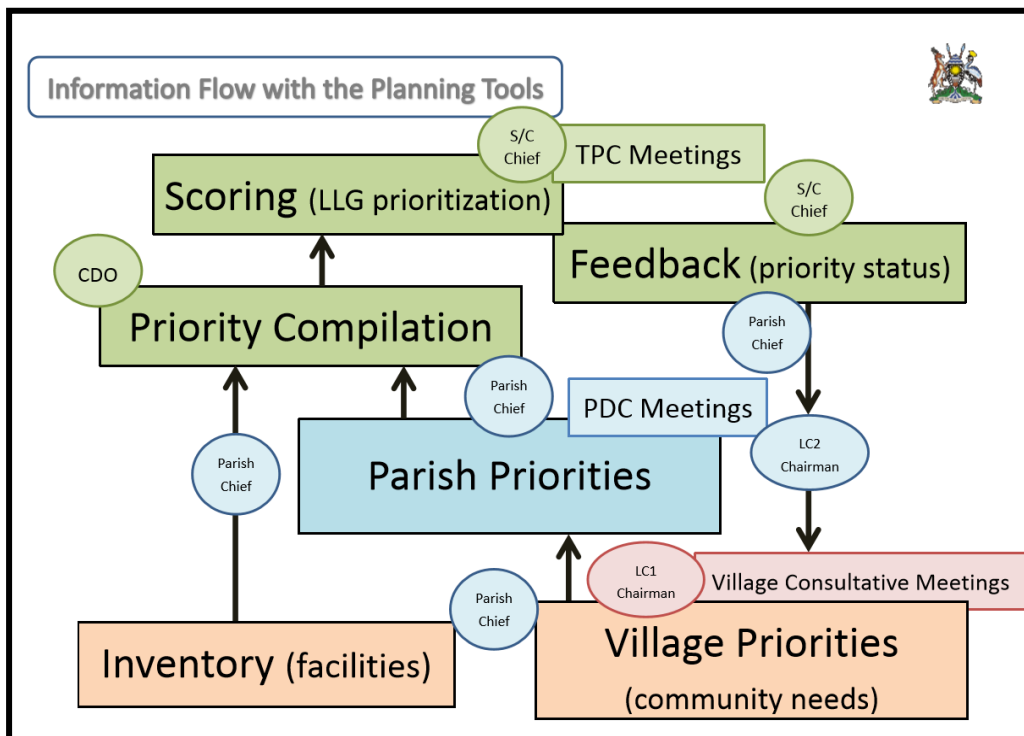 Information Flow with the Planning Tools
S/C
Chief
TPC Meetings
Scoring (LLG prioritization)
S/C
Chief
Feedback (priority status)
CDO
Priority Compilation
Parish
Chief
Parish
Chief
PDC Meetings
LC2
Chairman
Parish
Chief
Parish Priorities
LC1
Chairman
Village Consultative Meetings
Parish
Chief
Inventory (facilities)
Village Priorities
(community needs)